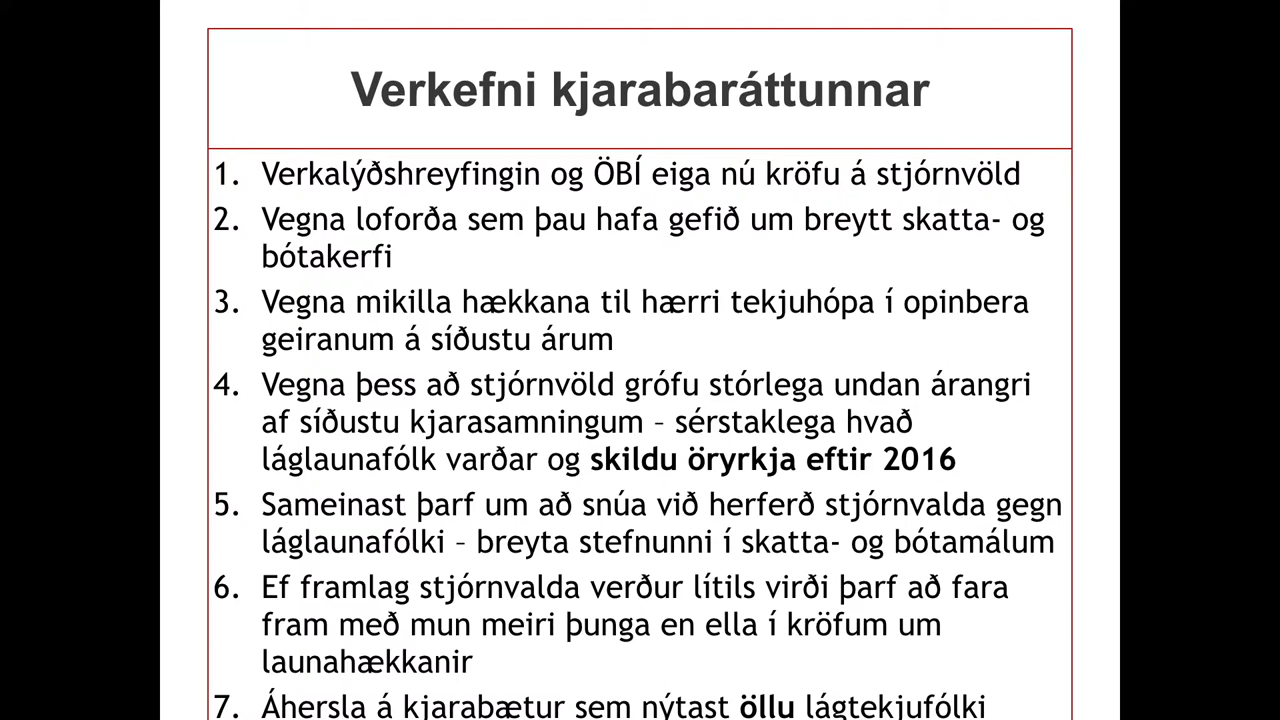 Verkefni kjarabaráttunnar
1. Verkalýðshreyfingin og ÖBÍ eiga nú kröfu á stjórnvöld
2. Vegna loforða sem þau hafa gefið um breytt skatta- og
bótakerfi
3. Vegna mikilla hækkana til hærri tekjuhópa í opinbera
geiranum á síðustu árum
4. Vegna þess að stjórnvöld grófu stórlega undan árangri
af síðustu kjarasamningum – sérstaklega hvað
láglaunafólk varðar og skildu öryrkja eftir 2016
5. Sameinast þarf um að snúa við herferð stjórnvalda gegn
láglaunafólki – breyta stefnunni í skatta- og bótamálum
6. Ef framlag stjórnvalda verður lítils virði þarf að fara
fram með mun meiri þunga en ella í kröfum um
launahækkanir
7. Áhersla á kjarabætur sem nýtast öllu lágtekjufólki